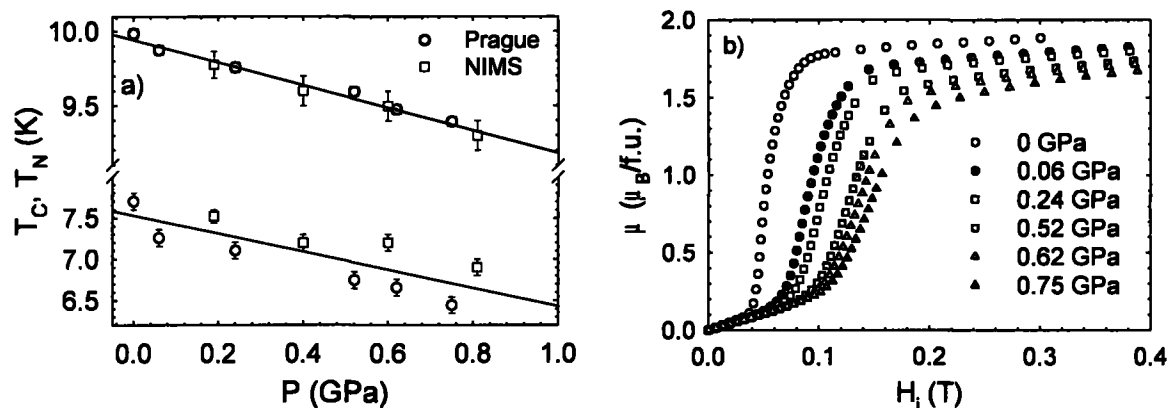 a)
T_C, T_N (K)
10.0
9.5
7.5
7.0
6.5
0.0 0.2 0.4 0.6 0.8 1.0
P (GPa)
Prague
NIMS
b)
μ (μ_B/f.u.)
2.0
1.5
1.0
0.5
0.0
0.0 0.1 0.2 0.3 0.4
H_i (T)
0 GPa
0.06 GPa
0.24 GPa
0.52 GPa
0.62 GPa
0.75 GPa